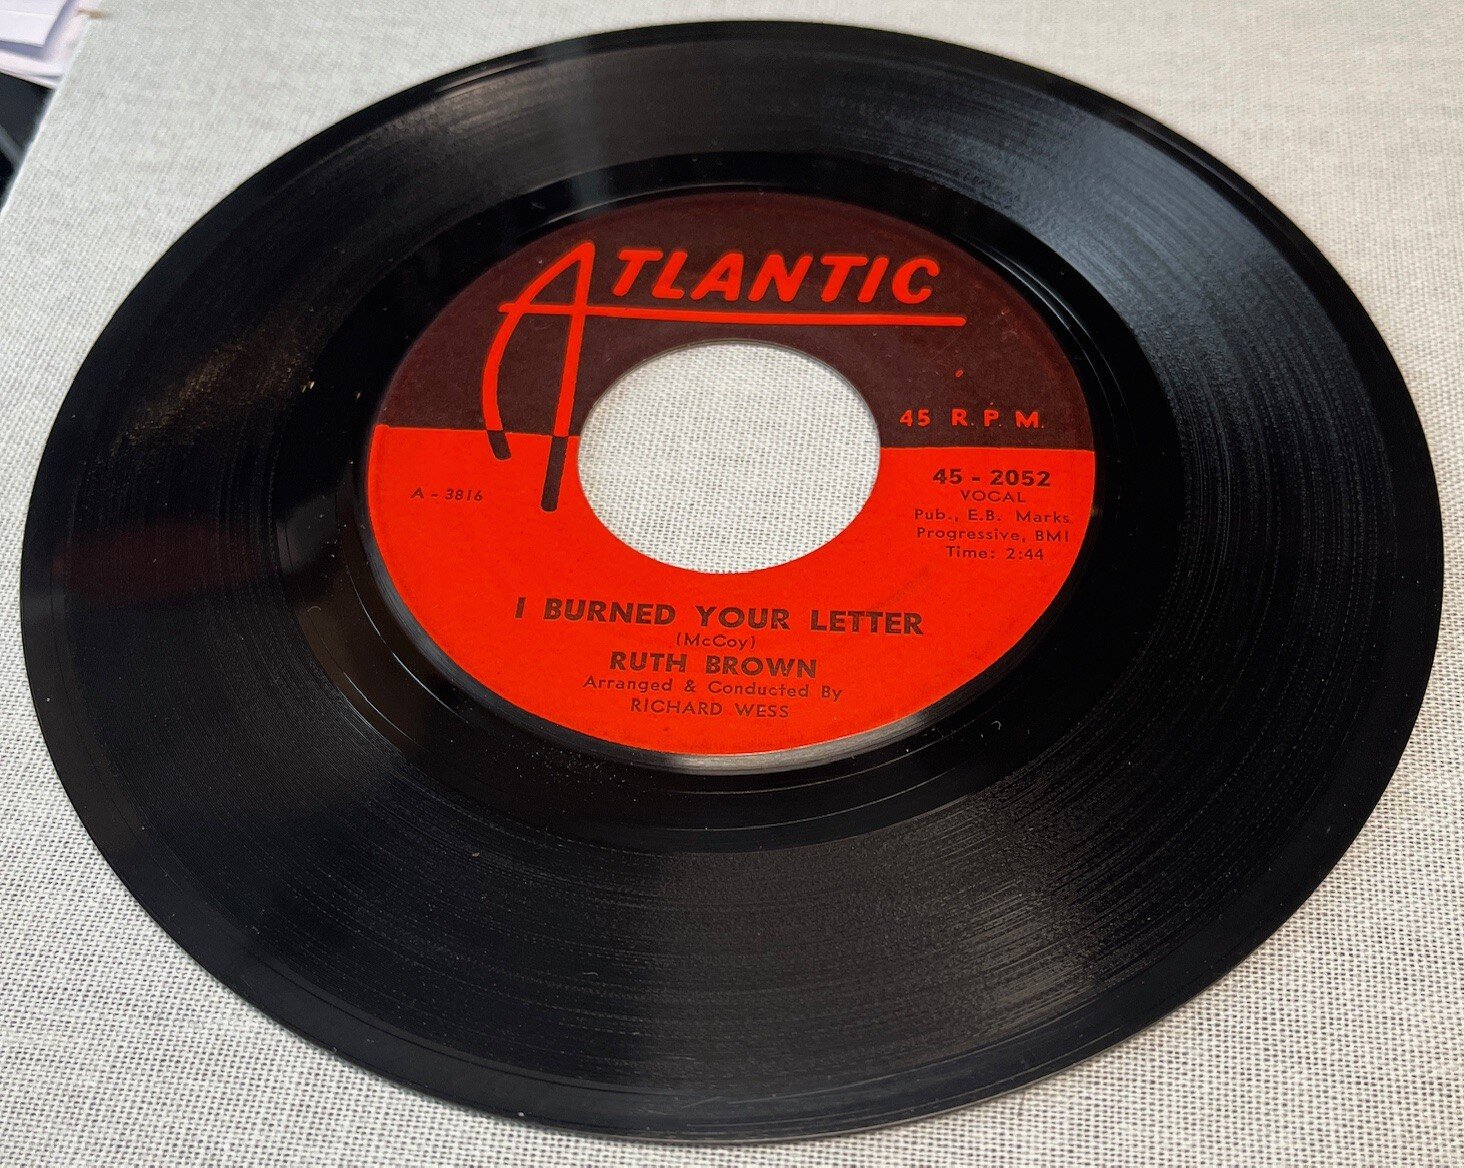 ATLANTIC
45 R.P.M.
A - 3816
45 - 2052
VOCAL
Pub., E.B. Marks
Progressive, BMI
Time: 2:44
I BURNED YOUR LETTER
(McCoy)
RUTH BROWN
Arranged & Conducted By
RICHARD WESS